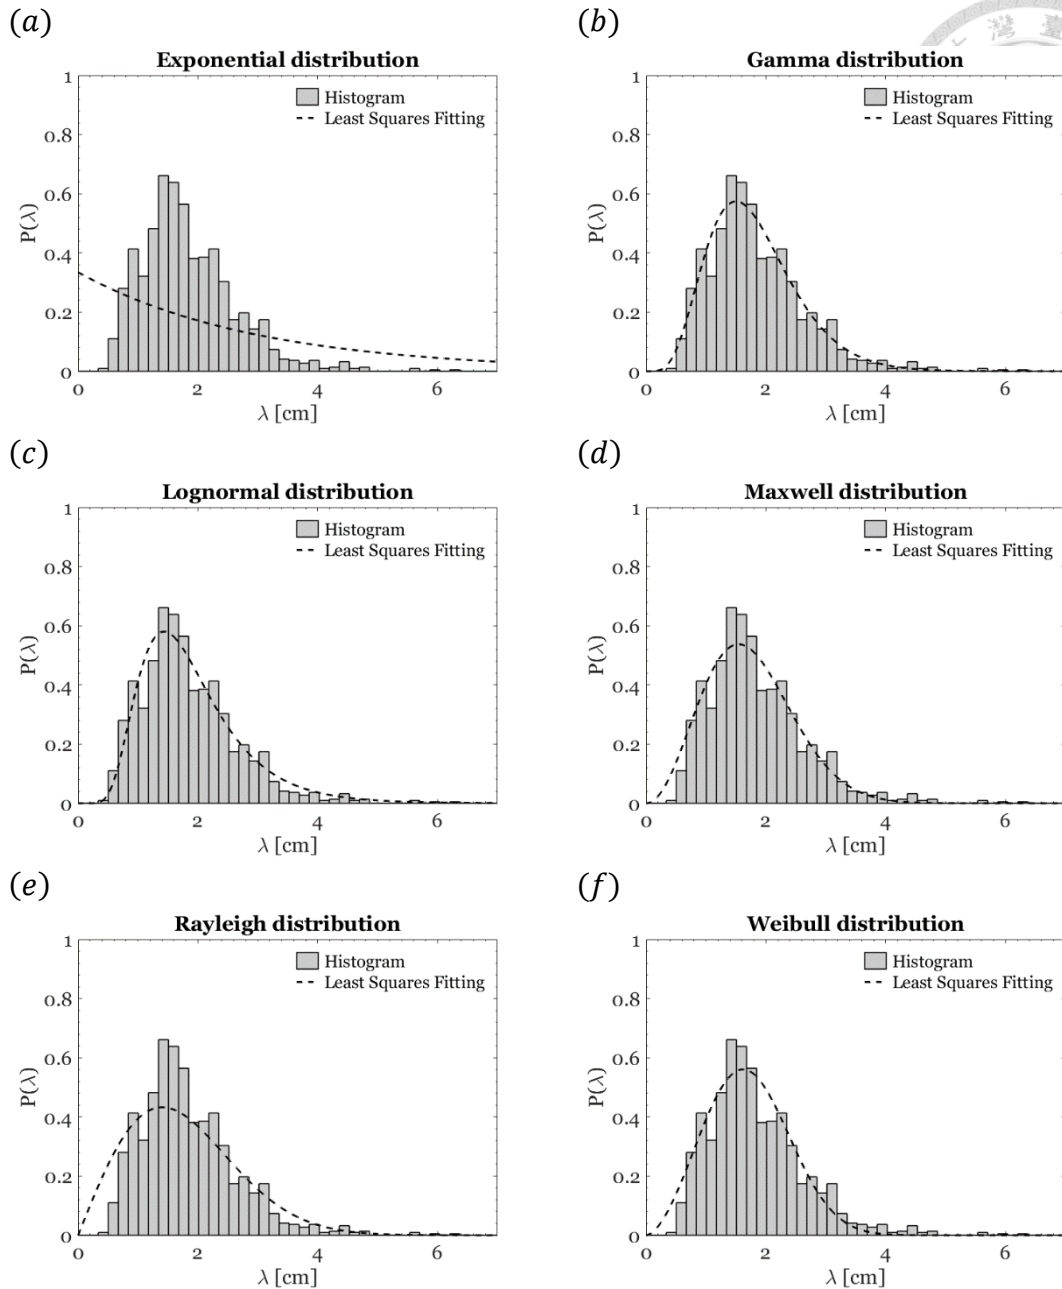 (a)
Exponential distribution
1
0.8
0.6
0.4
0.2
0
P(λ)
Histogram
Least Squares Fitting
0 2 4 6
λ [cm]
(b)
灣 臺
Gamma distribution
1
0.8
0.6
0.4
0.2
0
P(λ)
Histogram
Least Squares Fitting
0 2 4 6
λ [cm]
(c)
Lognormal distribution
1
0.8
0.6
0.4
0.2
0
P(λ)
Histogram
Least Squares Fitting
0 2 4 6
λ [cm]
(d)
Maxwell distribution
1
0.8
0.6
0.4
0.2
0
P(λ)
Histogram
Least Squares Fitting
0 2 4 6
λ [cm]
(e)
Rayleigh distribution
1
0.8
0.6
0.4
0.2
0
P(λ)
Histogram
Least Squares Fitting
0 2 4 6
λ [cm]
(f)
Weibull distribution
1
0.8
0.6
0.4
0.2
0
P(λ)
Histogram
Least Squares Fitting
0 2 4 6
λ [cm]